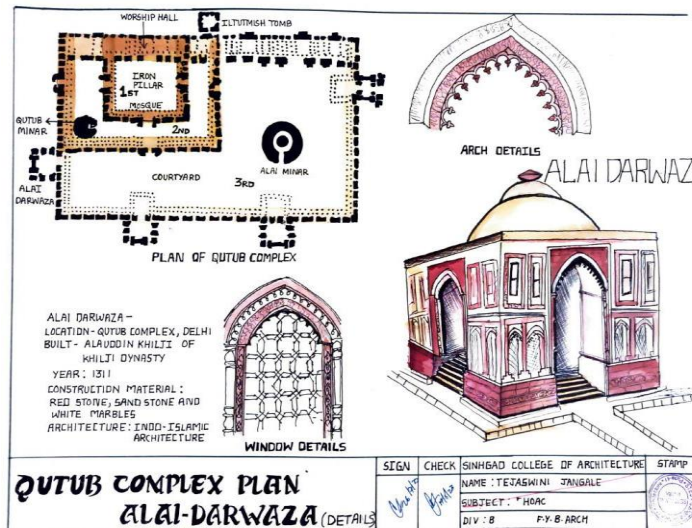 WORSHIP HALL
ILTUTMISH TOMB
IRON
PILLAR
1ST
MOSQUE
QUTUB
MINAR
2ND
ALAI MINAR
ALAI
DARWAZA
COURTYARD
3RD
PLAN OF QUTUB COMPLEX
ARCH DETAILS
ALAI DARWAZ
ALAI DARWAZA-
LOCATION-QUTUB COMPLEX, DELHI
BUILT- ALAUDDIN KHILJI OF
KHILJI DYNASTY
YEAR: 1311
CONSTRUCTION MATERIAL:
RED STONE, SAND STONE AND
WHITE MARBLES
ARCHITECTURE: INDO-ISLAMIC
ARCHITECTURE
WINDOW DETAILS
QUTUB COMPLEX PLAN
ALAI-DARWAZA (DETAILS
SIGN
CHECK
SINHGAD COLLEGE OF ARCHITECTURE
STAMP
NAME: TEJASWINI JANGALE
SUBJECT: HOAC
DIV: B F.Y.B.ARCH